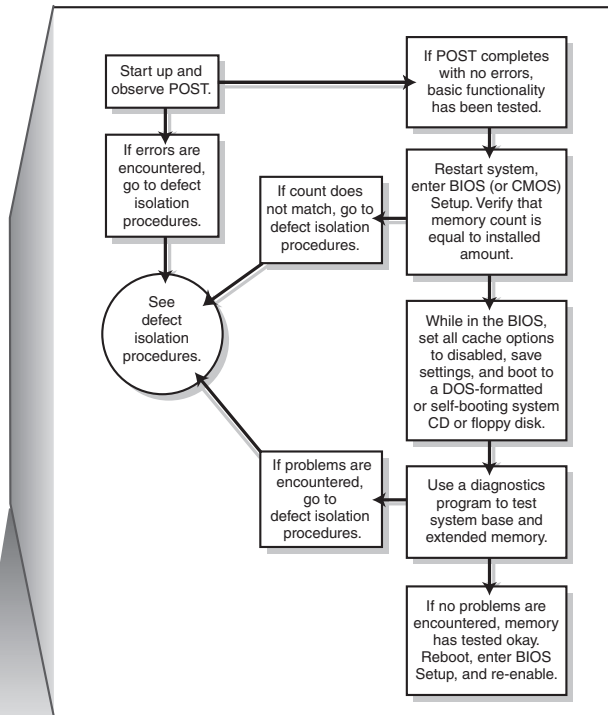 Start up and
observe POST.
If POST completes
with no errors,
basic functionality
has been tested.
If errors are
encountered,
go to defect
isolation
procedures.
If count does
not match, go to
defect isolation
procedures.
Restart system,
enter BIOS (or CMOS)
Setup. Verify that
memory count is
equal to installed
amount.
See
defect
isolation
procedures.
While in the BIOS,
set all cache options
to disabled, save
settings, and boot to
a DOS-formatted
or self-booting system
CD or floppy disk.
If problems are
encountered,
go to
defect isolation
procedures.
Use a diagnostics
program to test
system base and
extended memory.
If no problems are
encountered, memory
has tested okay.
Reboot, enter BIOS
Setup, and re-enable.